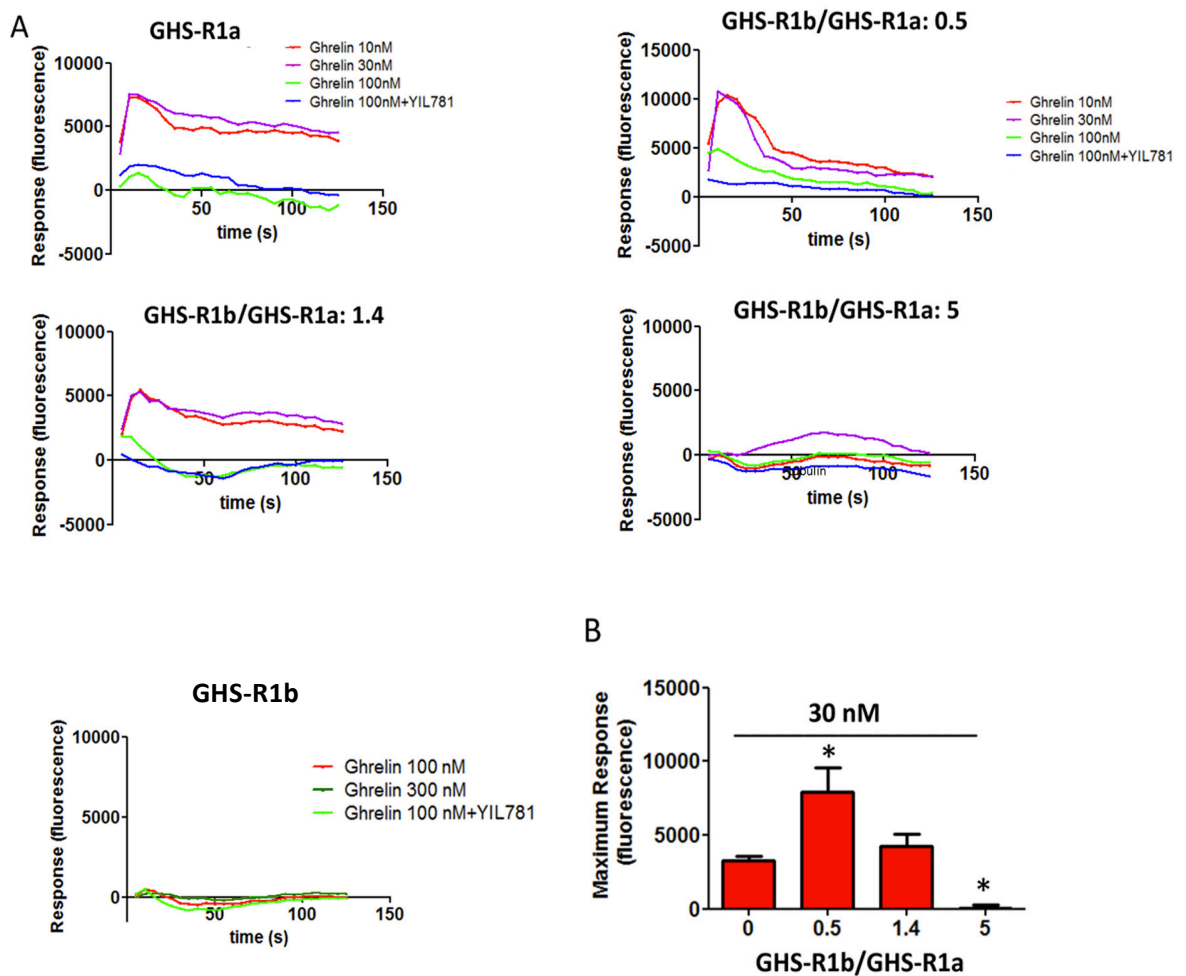 A
GHS-R1a
Ghrelin 10nM
Ghrelin 30nM
Ghrelin 100nM
Ghrelin 100nM+YIL781
10000
5000
0
-5000
50
100
150
Response (fluorescence)
time (s)
GHS-R1b/GHS-R1a: 0.5
Ghrelin 10nM
Ghrelin 30nM
Ghrelin 100nM
Ghrelin 100nM+YIL781
15000
10000
5000
0
-5000
50
100
150
Response (fluorescence)
time (s)
GHS-R1b/GHS-R1a: 1.4
10000
5000
0
-5000
50
100
150
Response (fluorescence)
time (s)
GHS-R1b/GHS-R1a: 5
10000
5000
0
-5000
50
100
150
Response (fluorescence)
time (s)
GHS-R1b
Ghrelin 100 nM
Ghrelin 300 nM
Ghrelin 100 nM+YIL781
10000
5000
0
50
100
150
Response (fluorescence)
time (s)
B
30 nM
*
*
15000
10000
5000
0
Maximum Response
(fluorescence)
0
0.5
1.4
5
GHS-R1b/GHS-R1a